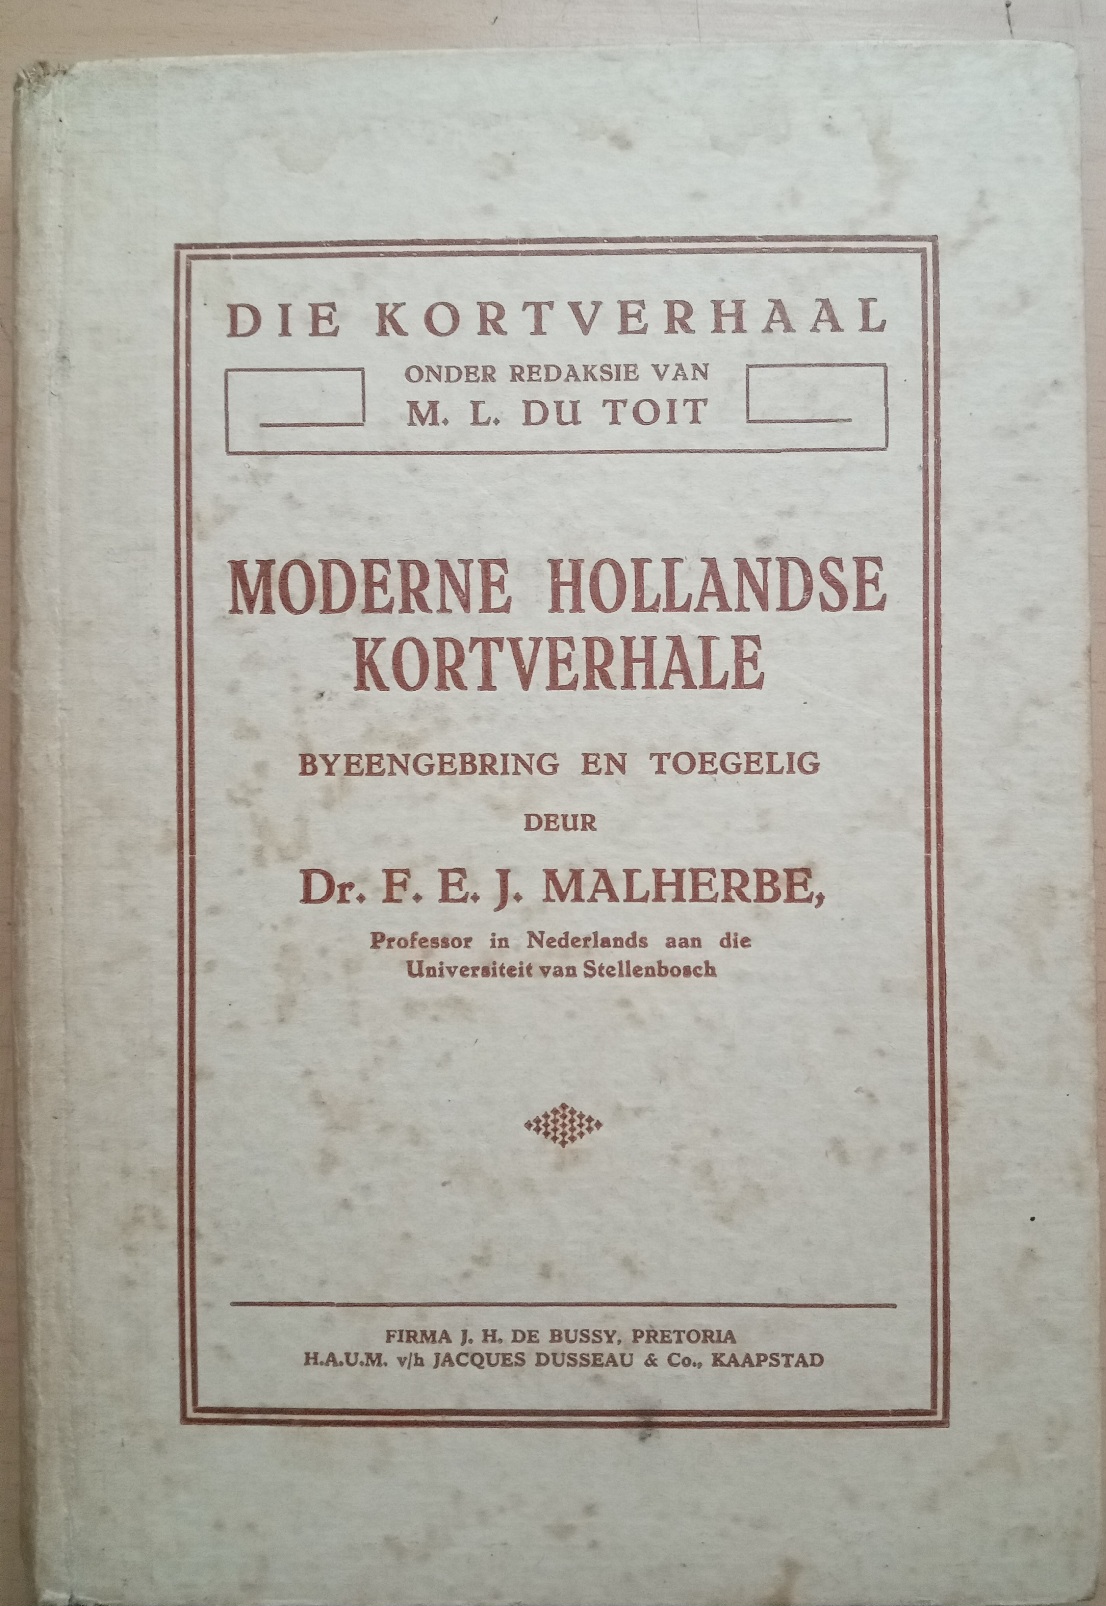 DIE KORTVERHAAL
ONDER REDAKSIE VAN
M. L. DU TOIT
MODERNE HOLLANDSE
KORTVERHALE
BYEENGEBRING EN TOEGELIG
DEUR
Dr. F. E. J. MALHERBE,
Professor in Nederlands aan die
Universiteit van Stellenbosch
FIRMA J. H. DE BUSSY, PRETORIA
H.A.U.M. v/h JACQUES DUSSEAU & Co., KAAPSTAD